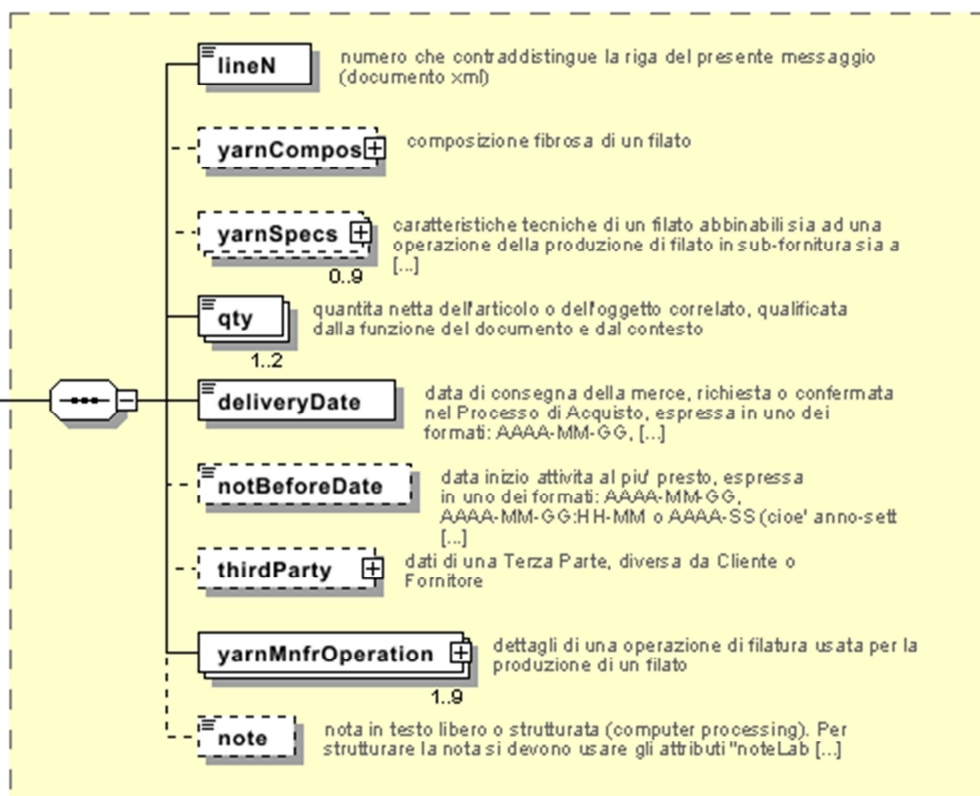 lineN
numero che contraddistingue la riga del presente messaggio
(documento xml)
yarnCompos
composizione fibrosa di un filato
yarnSpecs
caratteristiche tecniche di un filato abbinabili sia ad una
operazione della produzione di filato in sub-fornitura sia a
[...]
0..9
qty
quantita netta dell'articolo o dell'oggetto correlato, qualificata
dalla funzione del documento e dal contesto
1..2
deliveryDate
data di consegna della merce, richiesta o confermata
nel Processo di Acquisto, espressa in uno dei
formati: AAAA-MM-GG, [...]
notBeforeDate
data inizio attivita al piu' presto, espressa
in uno dei formati: AAAA-MM-GG,
AAAA-MM-GG:HH-MM o AAAA-SS (cioe' anno-sett
[...]
thirdParty
dati di una Terza Parte, diversa da Cliente o
Fornitore
yarnMnfrOperation
dettagli di una operazione di filatura usata per la
produzione di un filato
1..9
note
nota in testo libero o strutturata (computer processing). Per
strutturare la nota si devono usare gli attributi "noteLab [...]